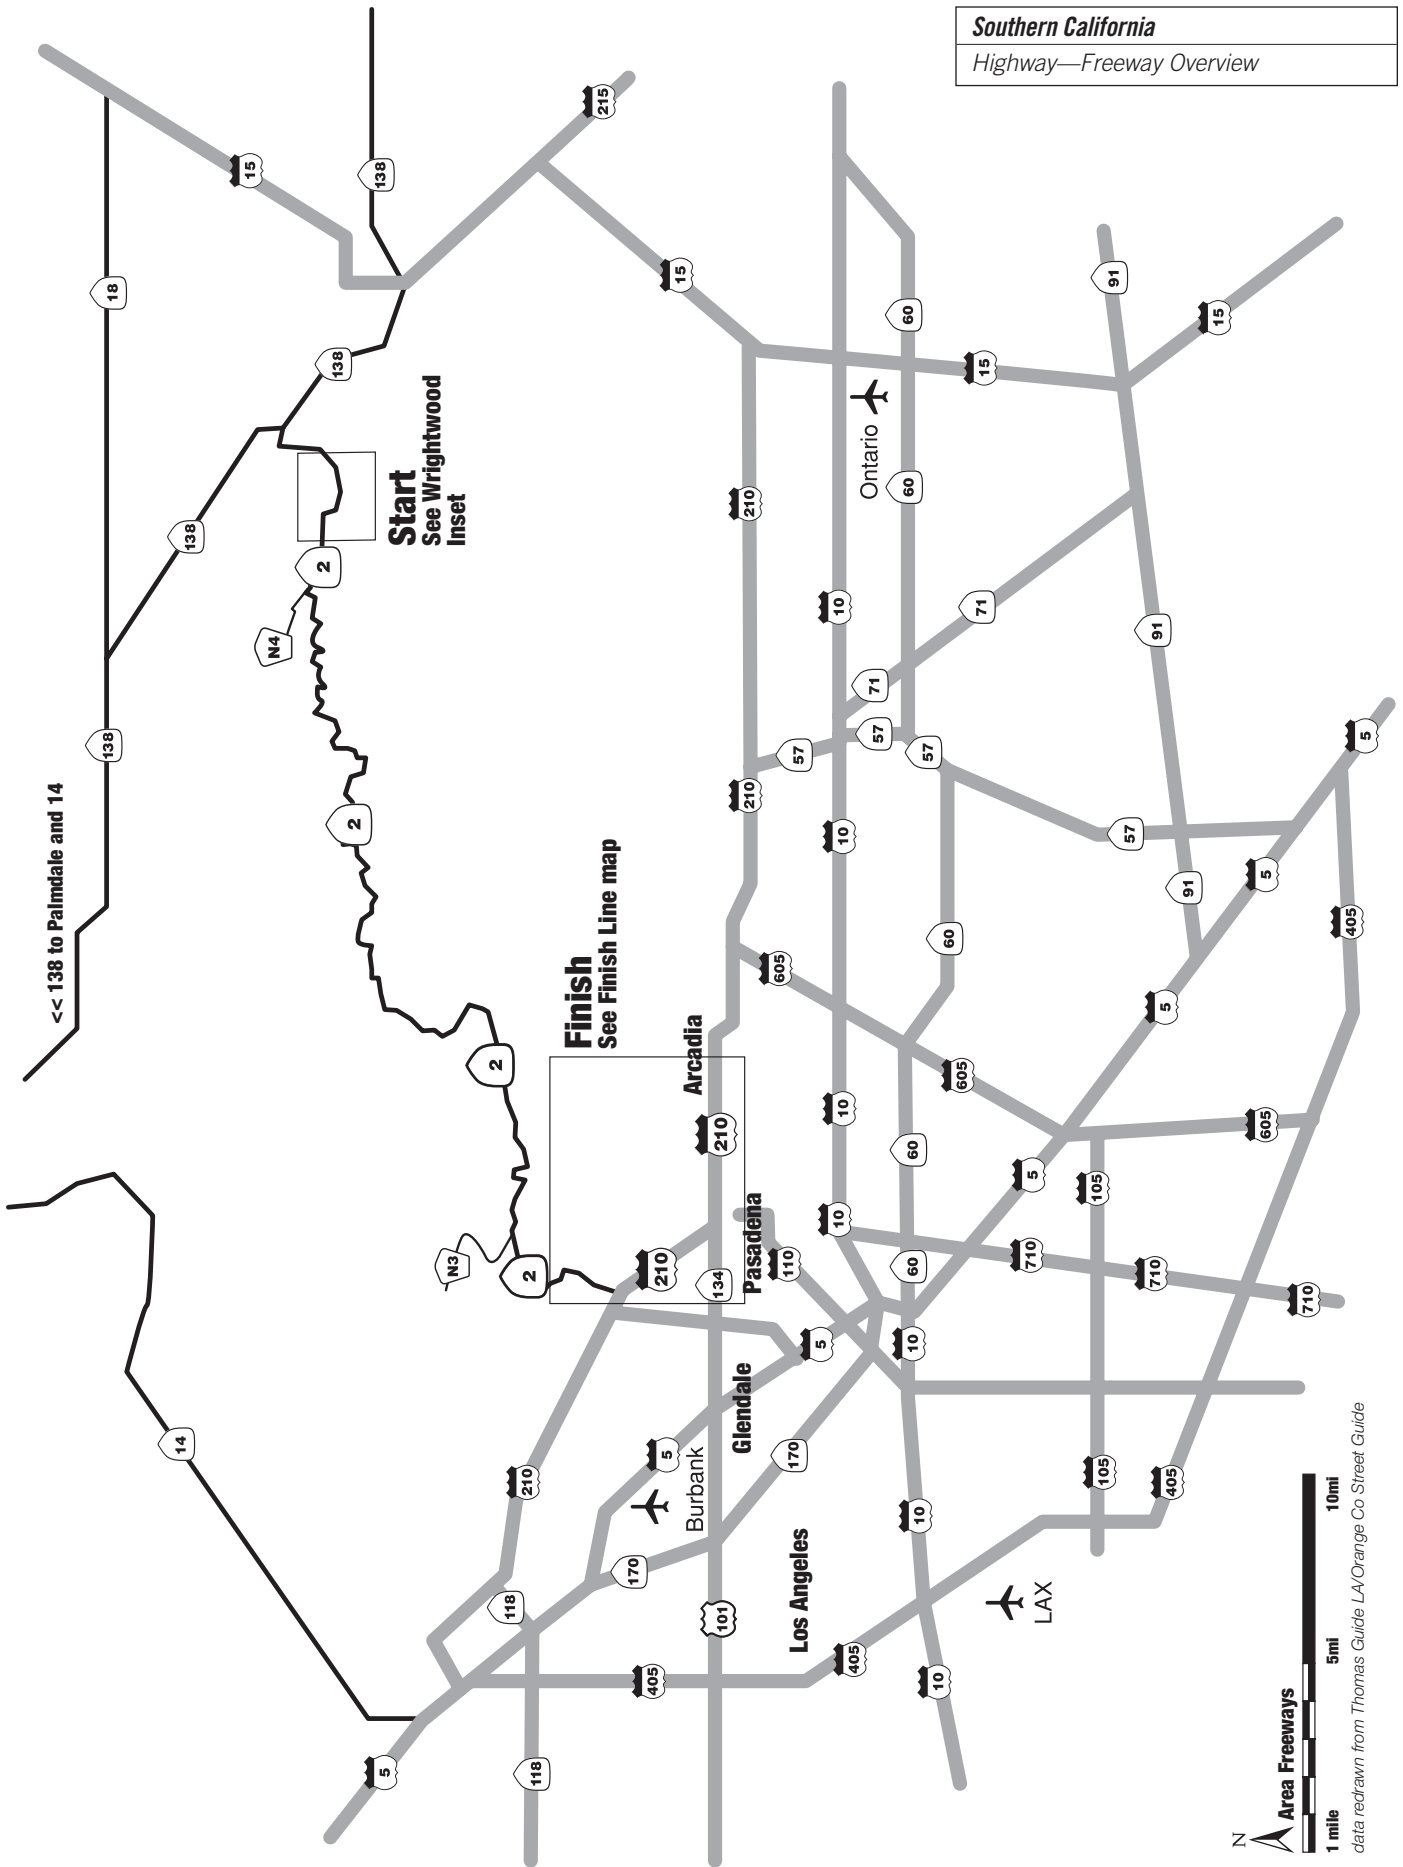 Southern California
Highway—Freeway Overview
<< 138 to Palmdale and 14
14
138
18
15
138
215
138
138
N4
2
Start
See Wrightwood
Inset
2
2
N3
2
Finish
See Finish Line map
15
5
118
118
210
210
210
Arcadia
605
210
210
405
170
5
Burbank
101
134
Pasadena
110
Glendale
5
57
Los Angeles
170
405
10
10
10
10
71
57
Ontario
10
10
10
60
60
60
57
60
60
LAX
605
71
15
5
710
105
105
710
405
5
605
710
57
91
91
91
5
15
405
5
N
Area Freeways
1 mile
5mi
10mi
data redrawn from Thomas Guide LA/Orange Co Street Guide